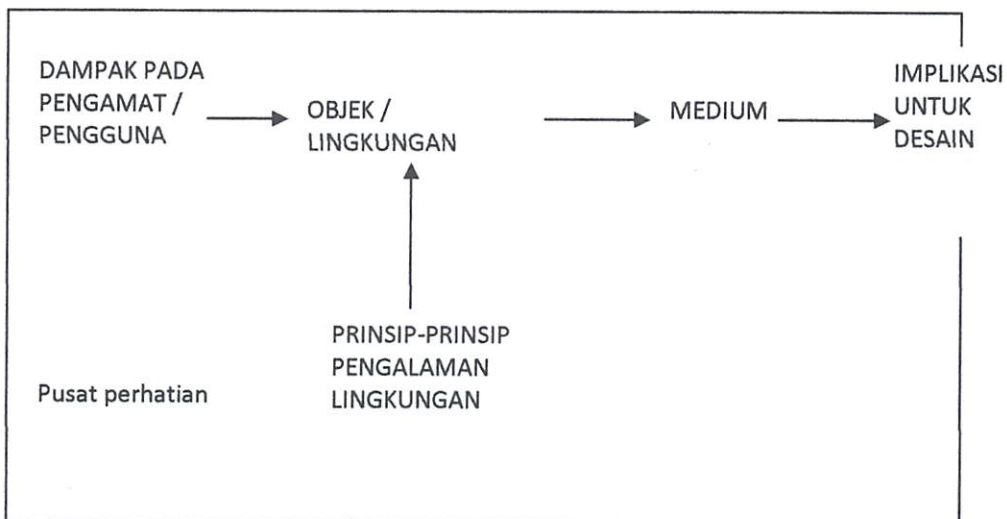 DAMPAK PADA
PENGAMAT /
PENGGUNA
OBJEK /
LINGKUNGAN
MEDIUM
IMPLIKASI
UNTUK
DESAIN
PRINSIP-PRINSIP
PENGALAMAN
LINGKUNGAN
Pusat perhatian